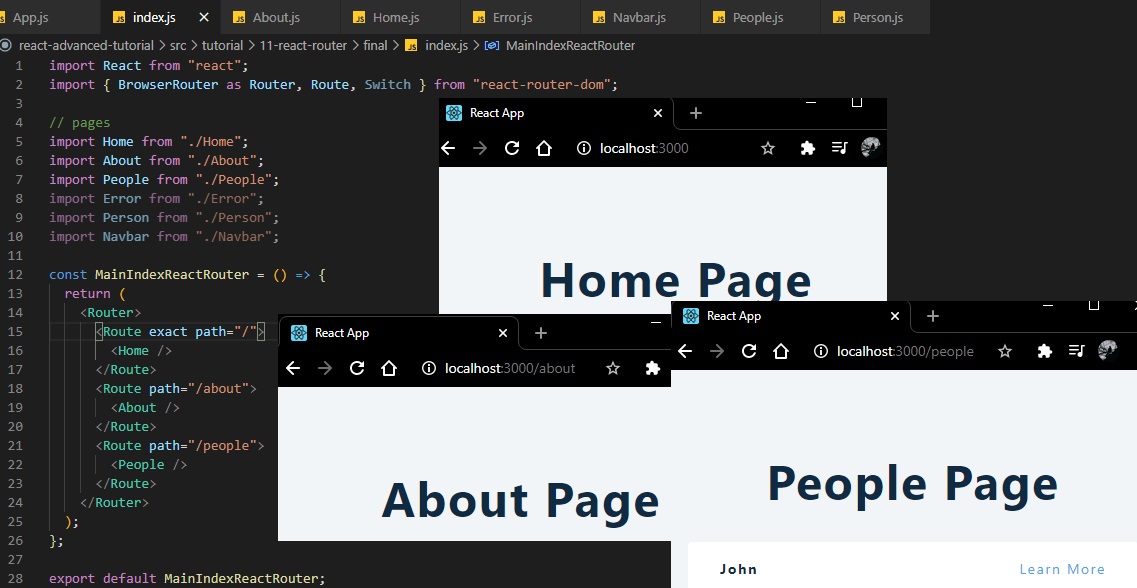 App.js
index.js
About.js
Home.js
Error.js
Navbar.js
People.js
Person.js
react-advanced-tutorial > src > tutorial > 11-react-router > final > index.js > MainIndexReactRouter
1 import React from "react";
2 import { BrowserRouter as Router, Route, Switch } from "react-router-dom";
3
4 // pages
5 import Home from "./Home";
6 import About from "./About";
7 import People from "./People";
8 import Error from "./Error";
9 import Person from "./Person";
10 import Navbar from "./Navbar";
11
12 const MainIndexReactRouter = () => {
13 return (
14 <Router>
15 <Route exact path="/">
16 <Home />
17 </Route>
18 <Route path="/about">
19 <About />
20 </Route>
21 <Route path="/people">
22 <People />
23 </Route>
24 </Router>
25 );
26 };
27
28 export default MainIndexReactRouter;
React App
localhost:3000
Home Page
React App
localhost:3000/about
About Page
React App
localhost:3000/people
People Page
John
Learn More